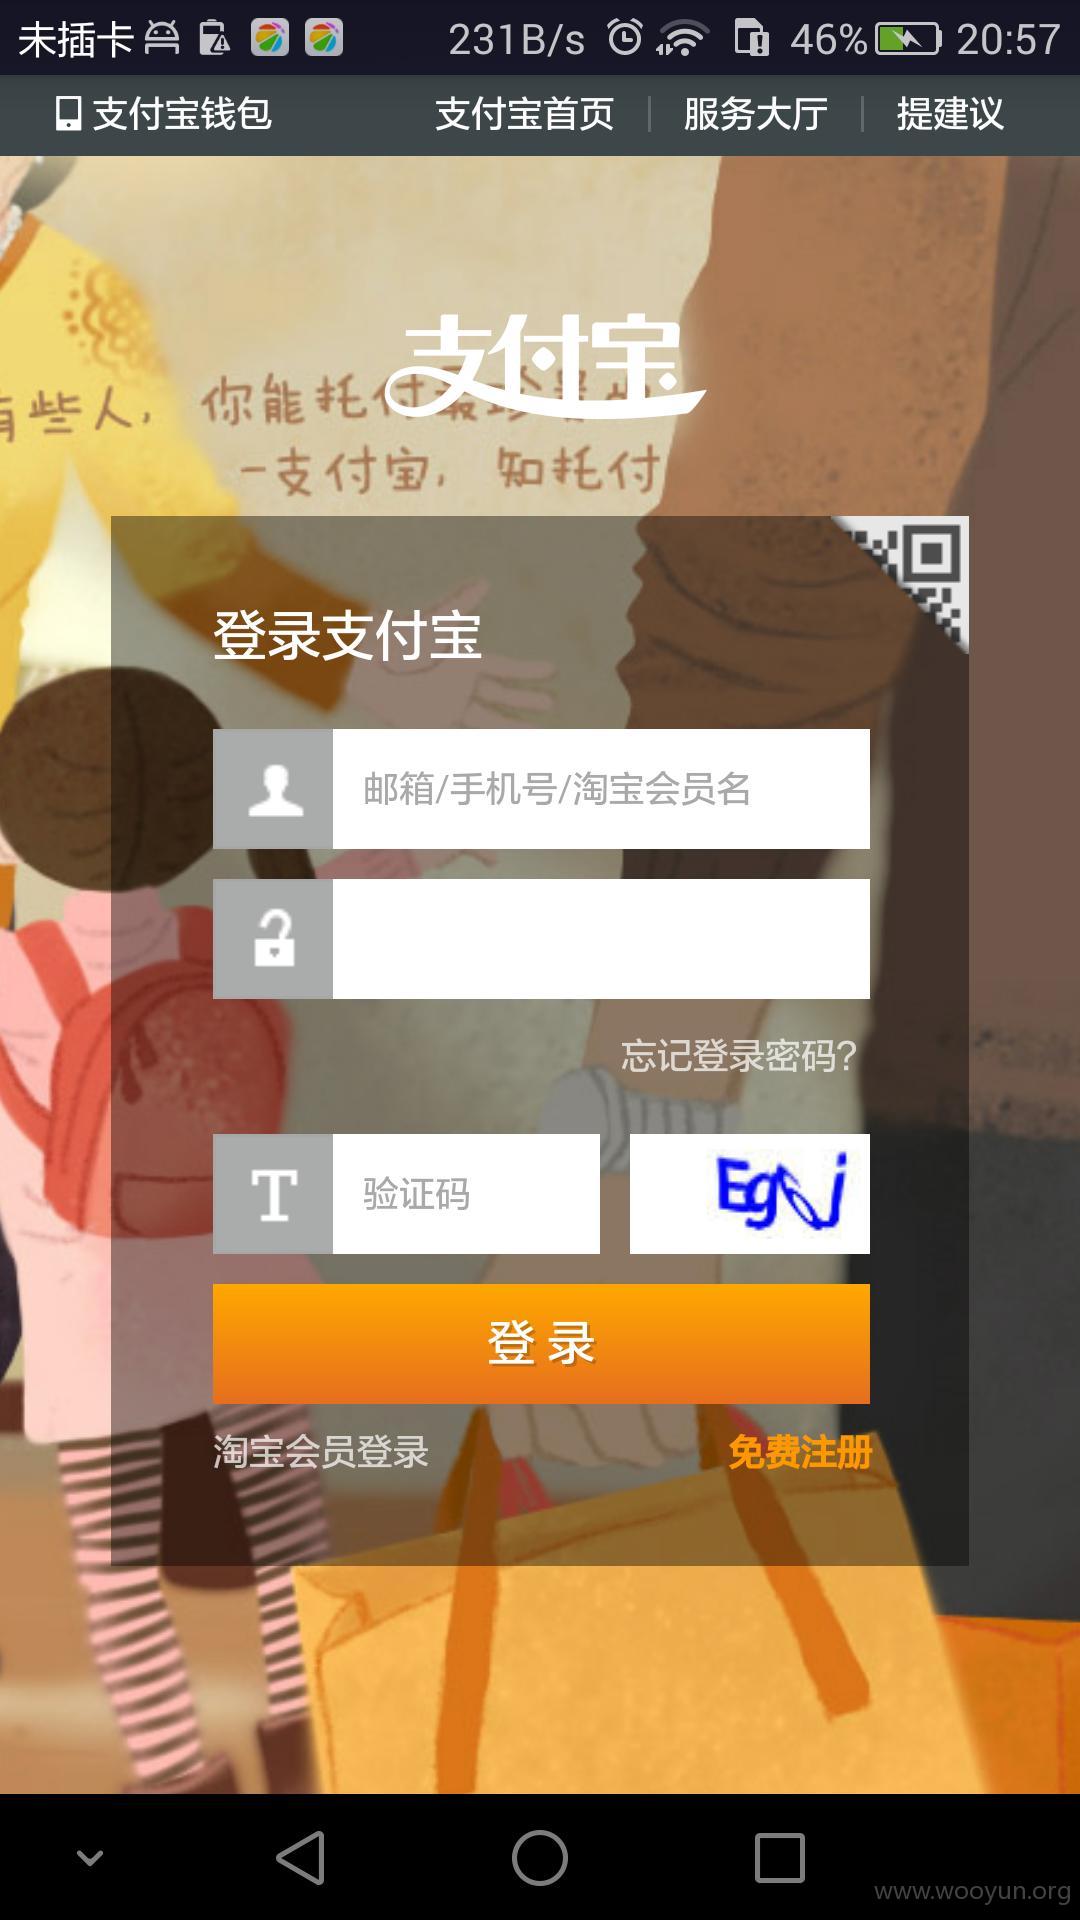 未插卡 231B/s 46% 20:57
支付宝钱包 支付宝首页 服务大厅 提建议
支付宝
有些人, 你能托付
-支付宝, 知托付
登录支付宝
邮箱/手机号/淘宝会员名
忘记登录密码?
T 验证码
登录
淘宝会员登录 免费注册
www.wooyun.org